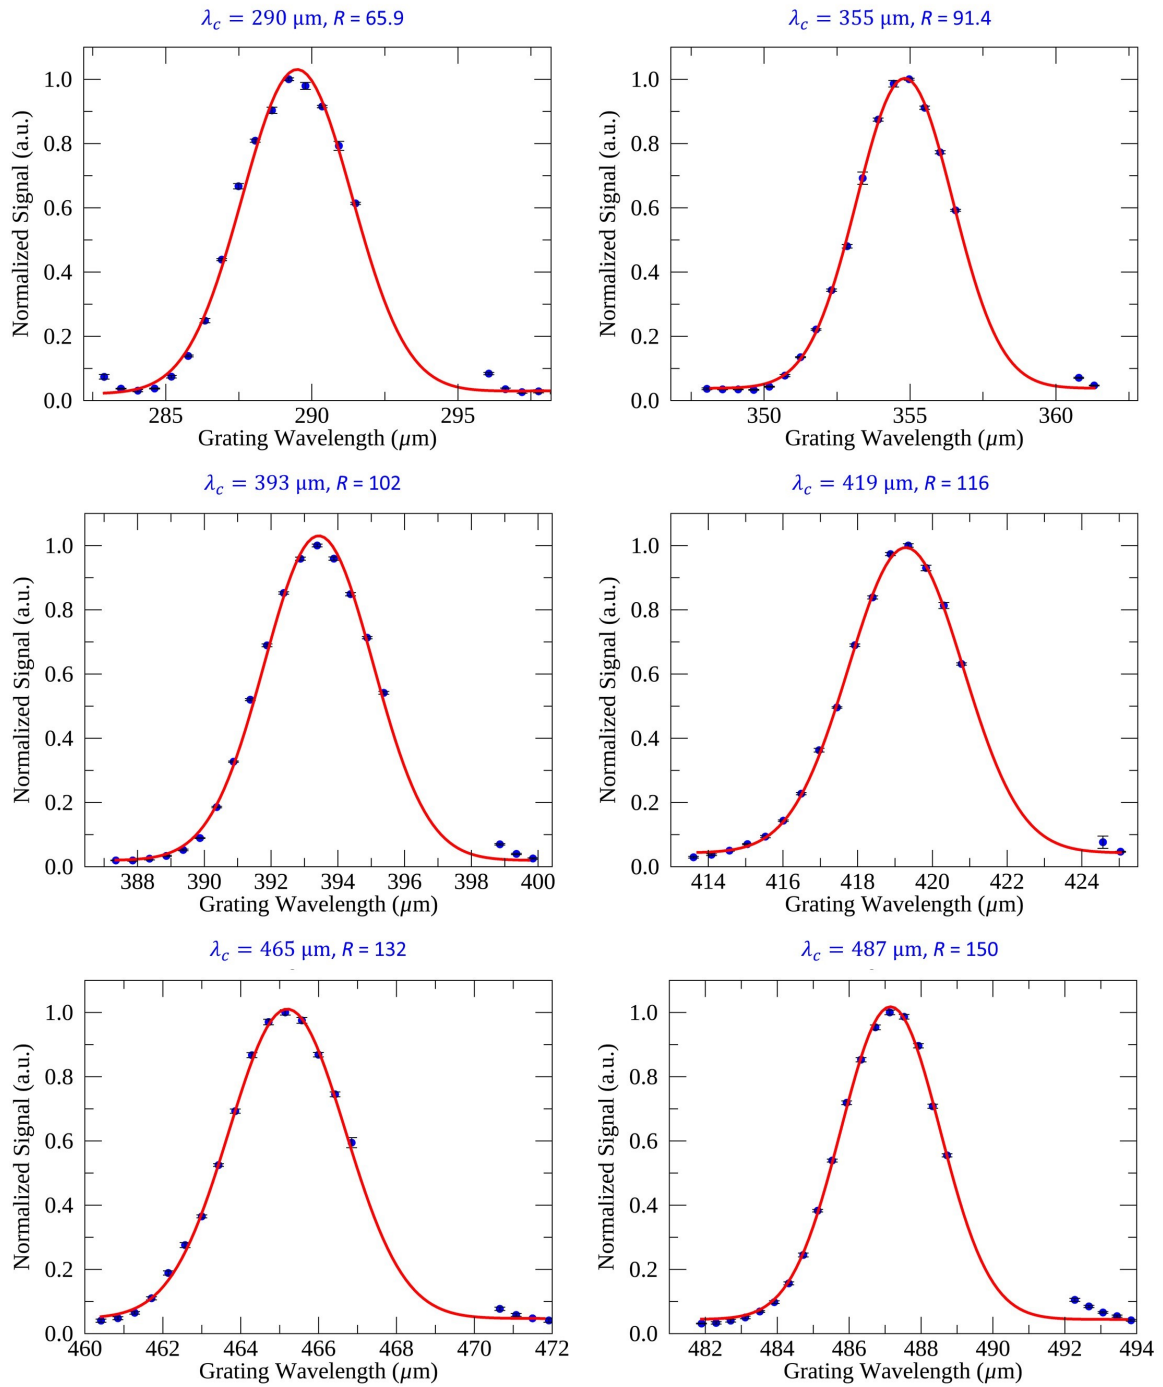 λc = 290 μm, R = 65.9
1.0
0.8
0.6
0.4
0.2
0.0
Normalized Signal (a.u.)
285 290 295
Grating Wavelength (μm)
λc = 355 μm, R = 91.4
1.0
0.8
0.6
0.4
0.2
0.0
Normalized Signal (a.u.)
350 355 360
Grating Wavelength (μm)
λc = 393 μm, R = 102
1.0
0.8
0.6
0.4
0.2
0.0
Normalized Signal (a.u.)
388 390 392 394 396 398 400
Grating Wavelength (μm)
λc = 419 μm, R = 116
1.0
0.8
0.6
0.4
0.2
0.0
Normalized Signal (a.u.)
414 416 418 420 422 424
Grating Wavelength (μm)
λc = 465 μm, R = 132
1.0
0.8
0.6
0.4
0.2
0.0
Normalized Signal (a.u.)
460 462 464 466 468 470 472
Grating Wavelength (μm)
λc = 487 μm, R = 150
1.0
0.8
0.6
0.4
0.2
0.0
Normalized Signal (a.u.)
482 484 486 488 490 492 494
Grating Wavelength (μm)